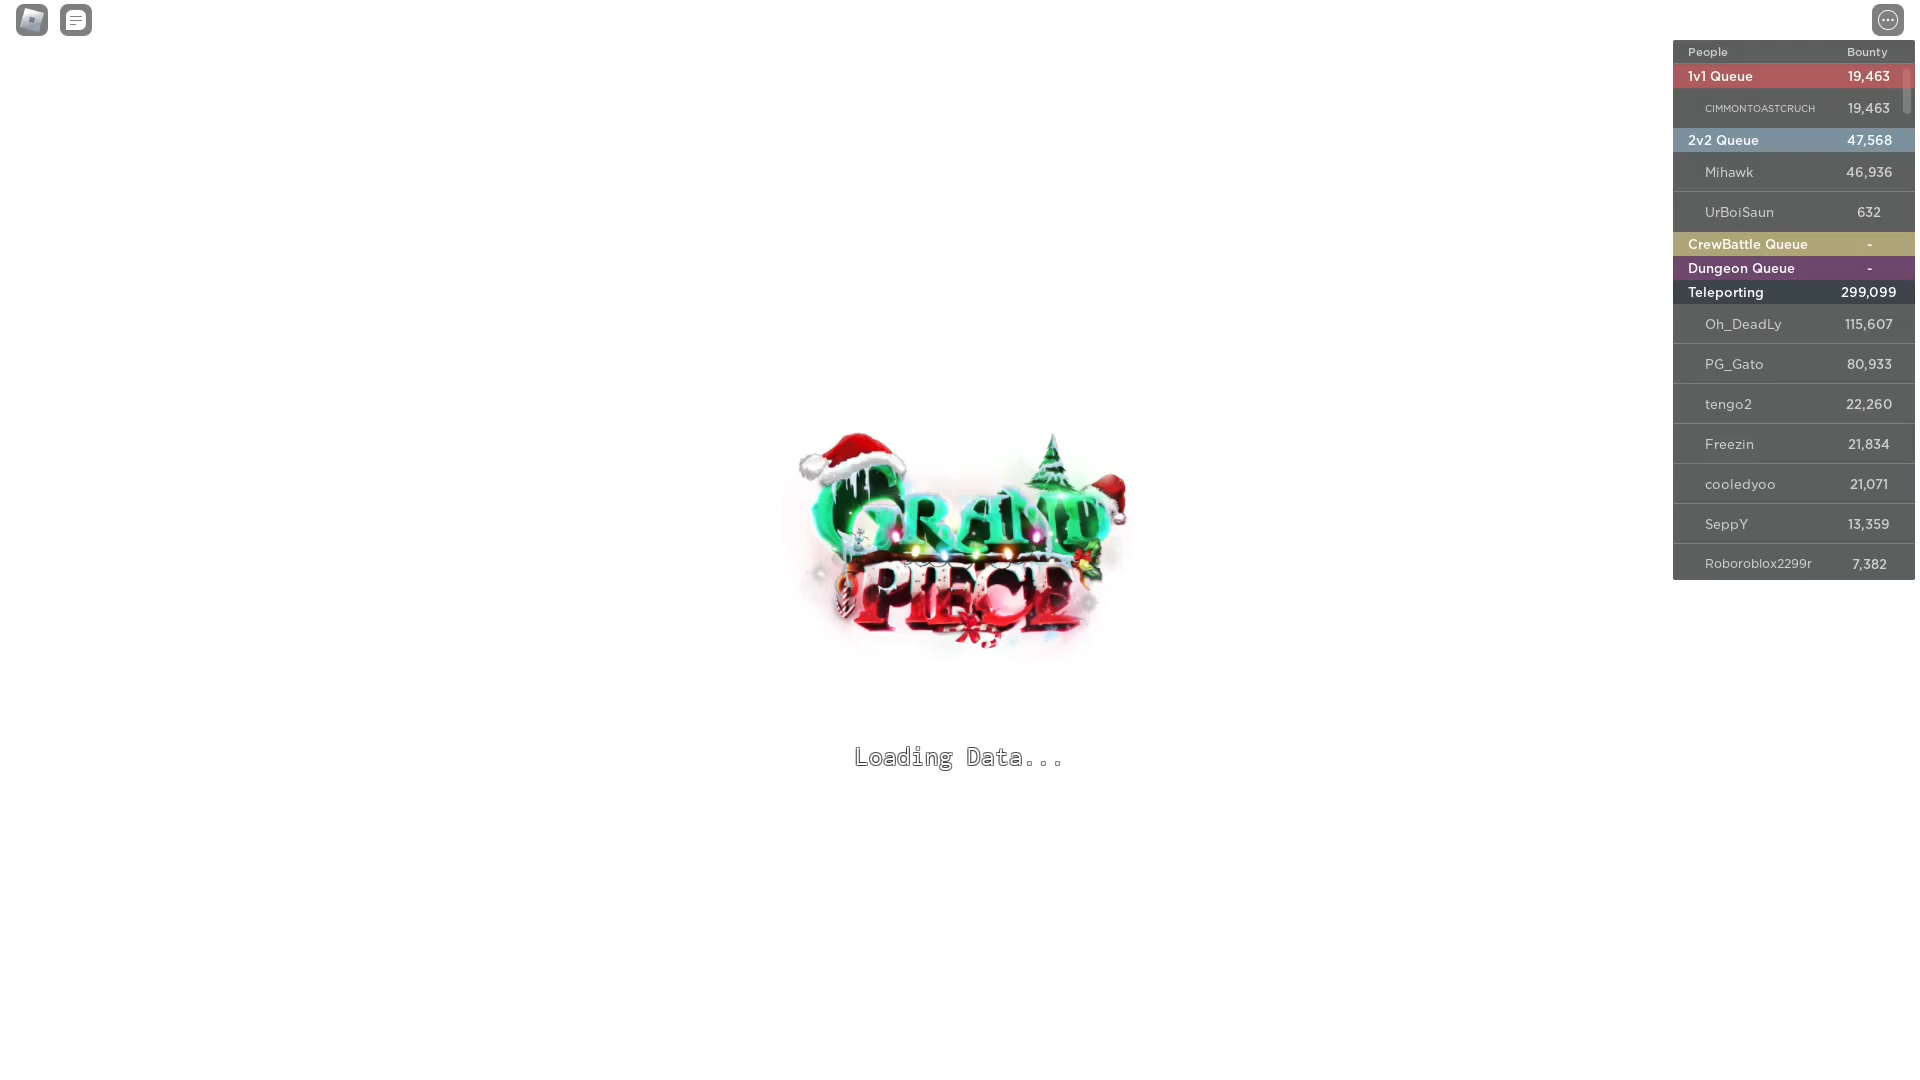 People Bounty
1v1 Queue 19,463
CIMMONTOASTCRUCH 19,463
2v2 Queue 47,568
Mihawk 46,936
UrBoiSaun 632
CrewBattle Queue -
Dungeon Queue -
Teleporting 299,099
Oh_DeadLy 115,607
PG_Gato 80,933
tengo2 22,260
Freezin 21,834
cooledyoo 21,071
SeppY 13,359
Roboroblox2299r 7,382
GRAND
PIECE
Loading Data...